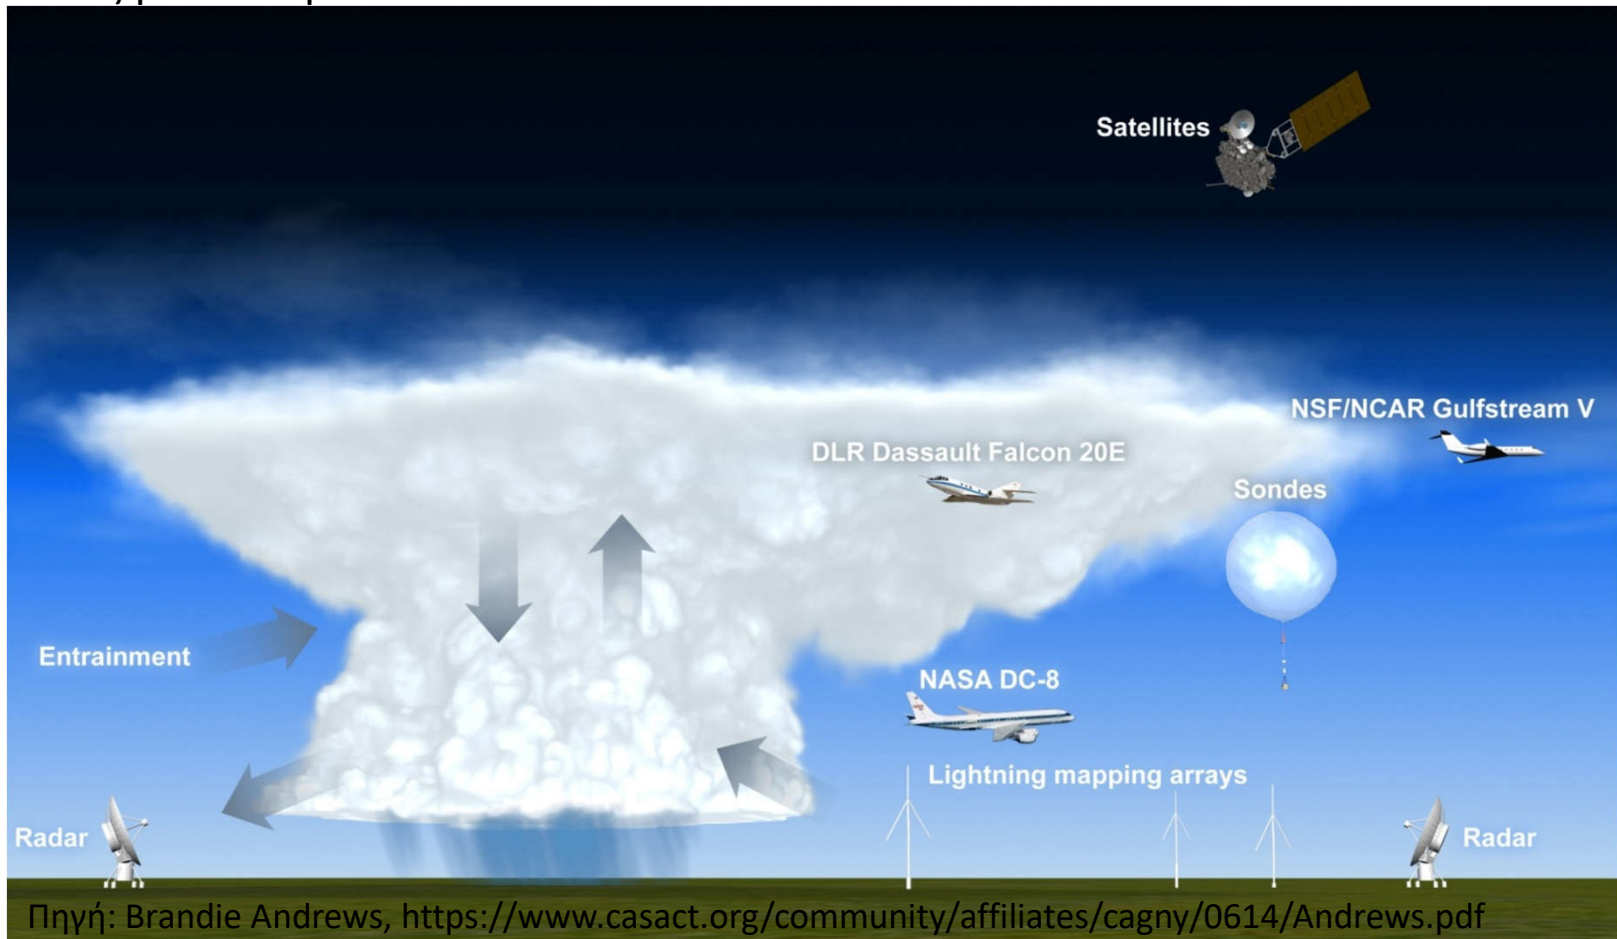 Satellites
NSF/NCAR Gulfstream V
DLR Dassault Falcon 20E
Sondes
Entrainment
NASA DC-8
Lightning mapping arrays
Radar
Radar
Πηγή: Brandie Andrews, https://www.casact.org/community/affiliates/cagny/0614/Andrews.pdf